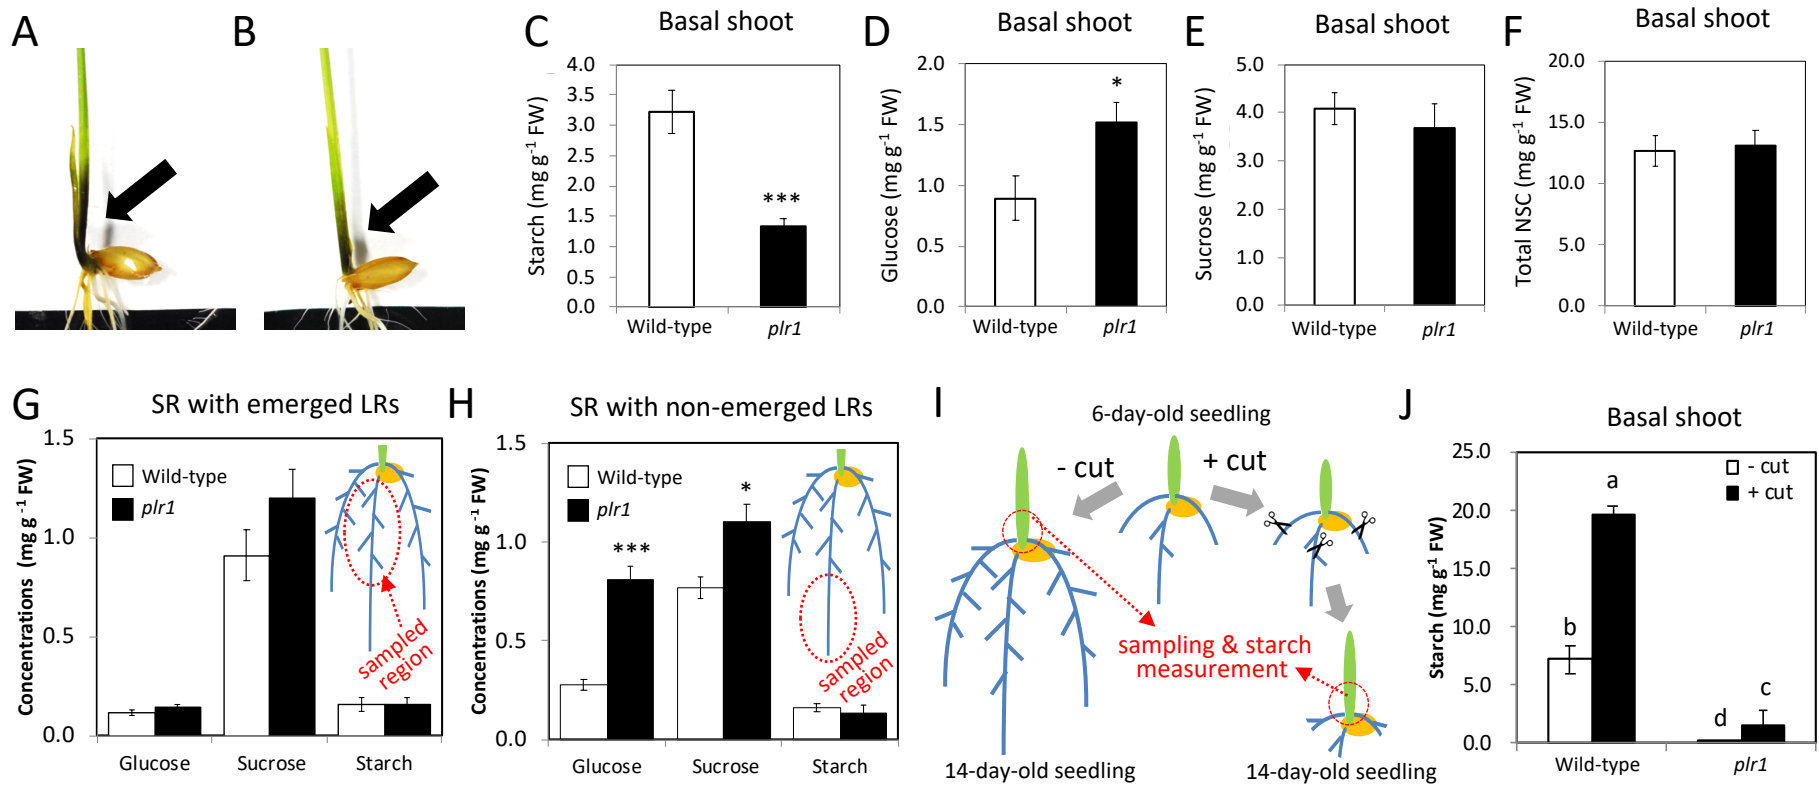 A
B
C
Basal shoot
Starch (mg g-1 FW)
4.0
3.5
3.0
2.5
2.0
1.5
1.0
0.5
0.0
***
Wild-type
plr1
D
Basal shoot
Glucose (mg g-1 FW)
2.0
1.5
1.0
0.5
0.0
*
Wild-type
plr1
E
Basal shoot
Sucrose (mg g-1 FW)
5.0
4.0
3.0
2.0
1.0
0.0
Wild-type
plr1
F
Basal shoot
Total NSC (mg g-1 FW)
20.0
15.0
10.0
5.0
0.0
Wild-type
plr1
G
SR with emerged LRs
Concentrations (mg g-1 FW)
1.5
1.0
0.5
0.0
Wild-type
plr1
sampled
region
Glucose
Sucrose
Starch
H
SR with non-emerged LRs
Concentrations (mg g-1 FW)
1.5
1.0
0.5
0.0
Wild-type
plr1
***
*
sampled
region
Glucose
Sucrose
Starch
I
6-day-old seedling
- cut
+ cut
sampling & starch
measurement
14-day-old seedling
14-day-old seedling
J
Basal shoot
Starch (mg g-1 FW)
25.0
20.0
15.0
10.0
5.0
0.0
- cut
+ cut
a
b
c
d
Wild-type
plr1